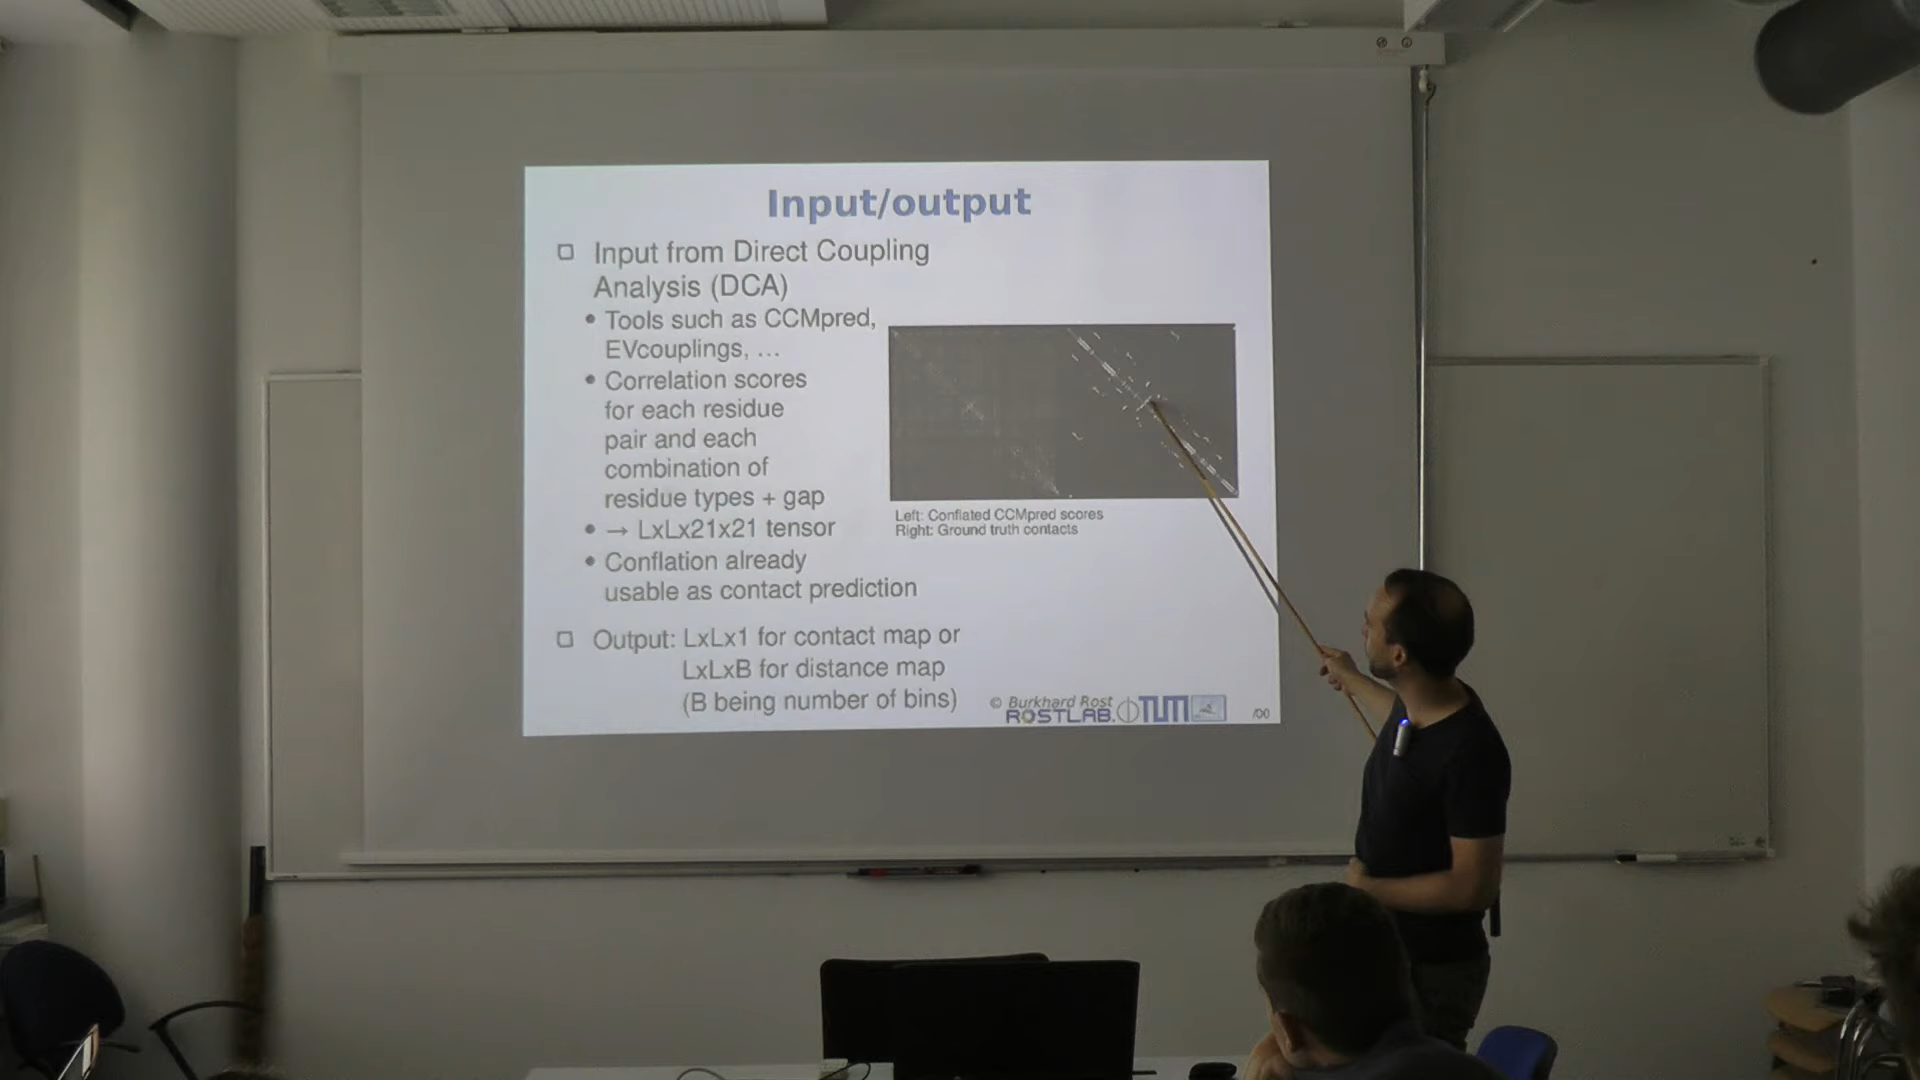 Input/output
Input from Direct Coupling
Analysis (DCA)
• Tools such as CCMpred,
EVcouplings, ...
• Correlation scores
for each residue
pair and each
combination of
residue types + gap
• → LxLx21x21 tensor
• Conflation already
usable as contact prediction
Left: Conflated CCMpred scores
Right: Ground truth contacts
Output: LxLx1 for contact map or
LxLxB for distance map
(B being number of bins)
© Burkhard Rost
ROSTLAB.
TUM
/00